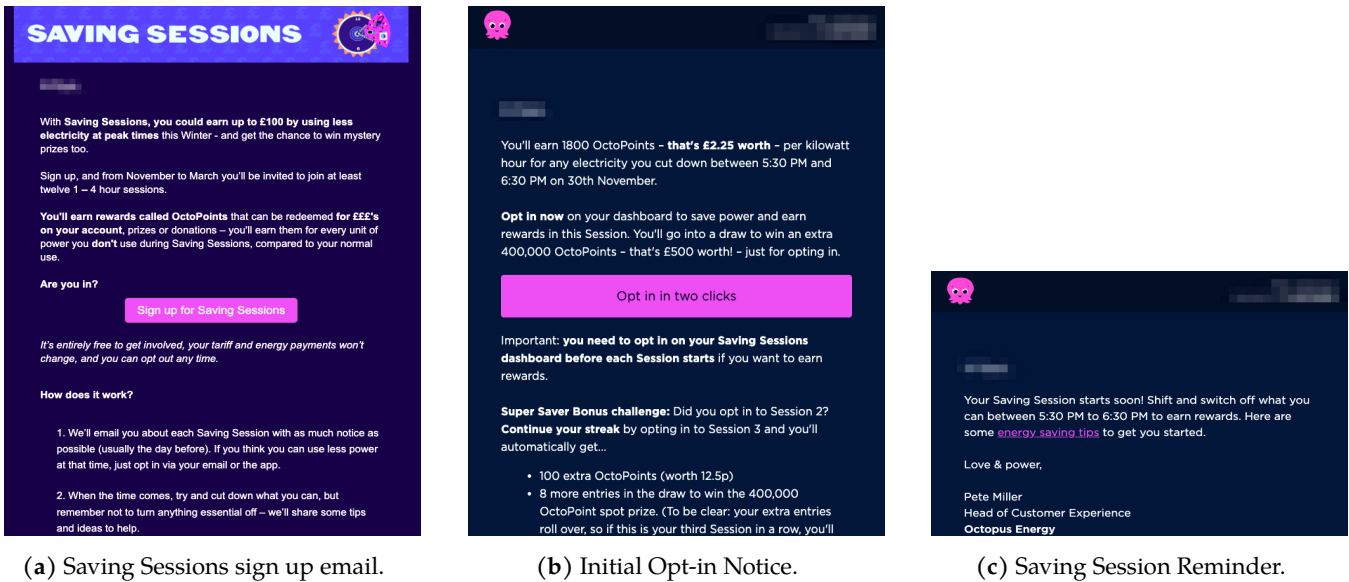 SAVING SESSIONS
With Saving Sessions, you could earn up to £100 by using less
electricity at peak times this Winter - and get the chance to win mystery
prizes too.
Sign up, and from November to March you'll be invited to join at least
twelve 1 – 4 hour sessions.
You'll earn rewards called OctoPoints that can be redeemed for £££'s
on your account, prizes or donations – you'll earn them for every unit of
power you don't use during Saving Sessions, compared to your normal
use.
Are you in?
Sign up for Saving Sessions
It's entirely free to get involved, your tariff and energy payments won't
change, and you can opt out any time.
How does it work?
1. We'll email you about each Saving Session with as much notice as
possible (usually the day before). If you think you can use less power
at that time, just opt in via your email or the app.
2. When the time comes, try and cut down what you can, but
remember not to turn anything essential off – we'll share some tips
and ideas to help.
(a) Saving Sessions sign up email.
You'll earn 1800 OctoPoints – that's £2.25 worth – per kilowatt
hour for any electricity you cut down between 5:30 PM and
6:30 PM on 30th November.
Opt in now on your dashboard to save power and earn
rewards in this Session. You'll go into a draw to win an extra
400,000 OctoPoints – that's £500 worth! – just for opting in.
Opt in in two clicks
Important: you need to opt in on your Saving Sessions
dashboard before each Session starts if you want to earn
rewards.
Super Saver Bonus challenge: Did you opt in to Session 2?
Continue your streak by opting in to Session 3 and you'll
automatically get...
• 100 extra OctoPoints (worth 12.5p)
• 8 more entries in the draw to win the 400,000
OctoPoint spot prize. (To be clear: your extra entries
roll over, so if this is your third Session in a row, you'll
(b) Initial Opt-in Notice.
Your Saving Session starts soon! Shift and switch off what you
can between 5:30 PM to 6:30 PM to earn rewards. Here are
some energy saving tips to get you started.
Love & power,
Pete Miller
Head of Customer Experience
Octopus Energy
(c) Saving Session Reminder.